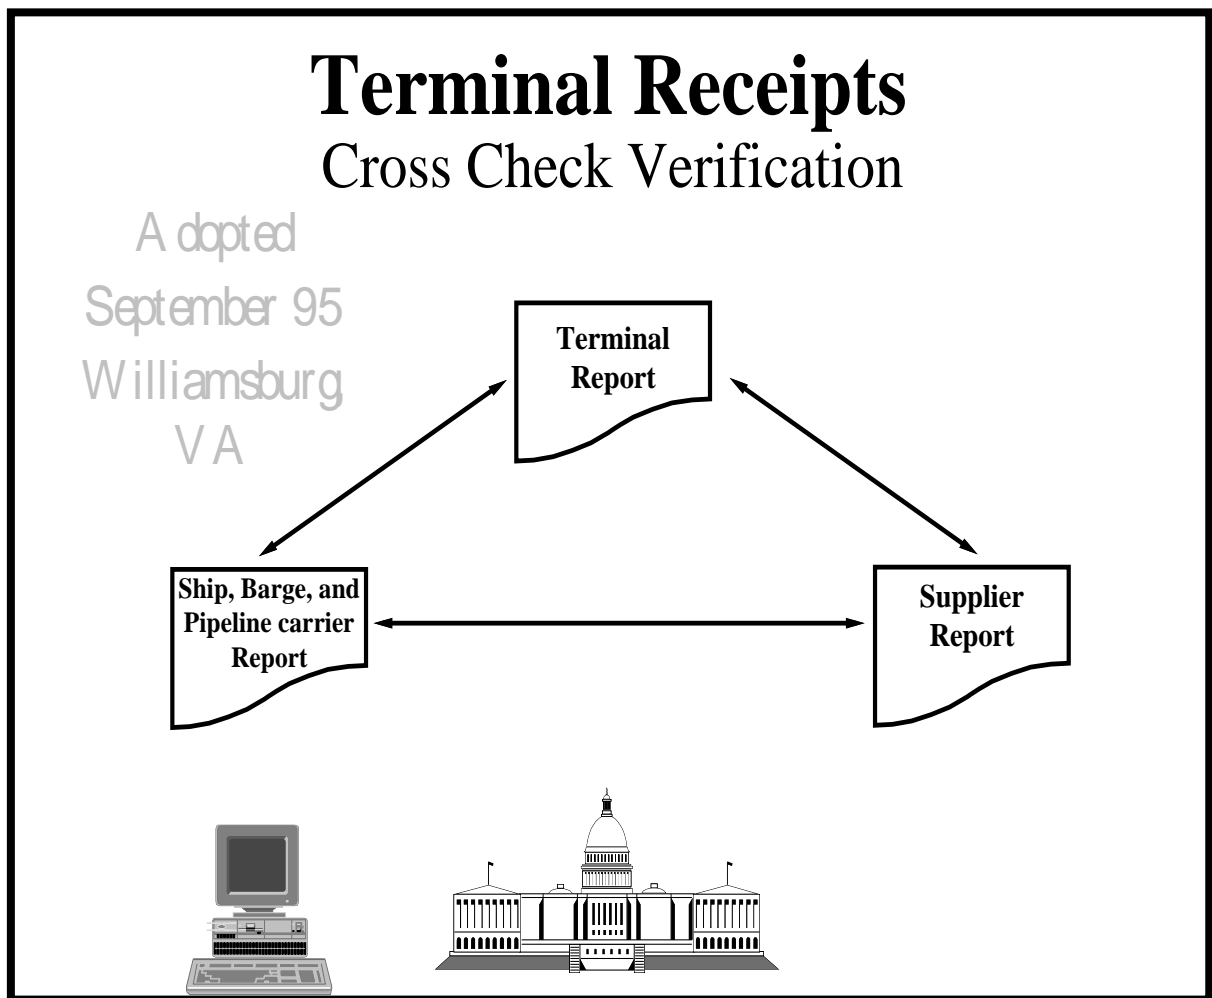 Terminal Receipts
Cross Check Verification
Adopted
September 95
Williamsburg,
VA
Terminal
Report
Ship, Barge, and
Pipeline carrier
Report
Supplier
Report